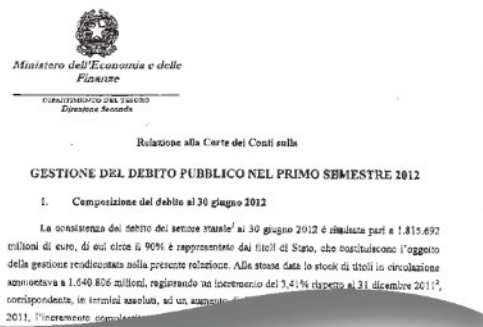 Ministero dell'Economia e delle
Finanze
DIPARTIMENTO DEL TESORO
Direzione Seconda
Relazione alla Corte dei Conti sulla
GESTIONE DEL DEBITO PUBBLICO NEL PRIMO SEMESTRE 2012
1. Composizione del debito al 30 giugno 2012
La consistenza del debito del settore statale¹ al 30 giugno 2012 è risultata pari a 1.815.692
milioni di euro, di cui circa il 90% è rappresentato dai titoli di Stato, che costituiscono l'oggetto
della gestione rendicontata nella presente relazione. Alla stessa data lo stock di titoli in circolazione
ammontava a 1.640.806 milioni, registrando un incremento del 3,41% rispetto al 31 dicembre 2011²,
corrispondente, in termini assoluti, ad un aumento
2011, l'incremento